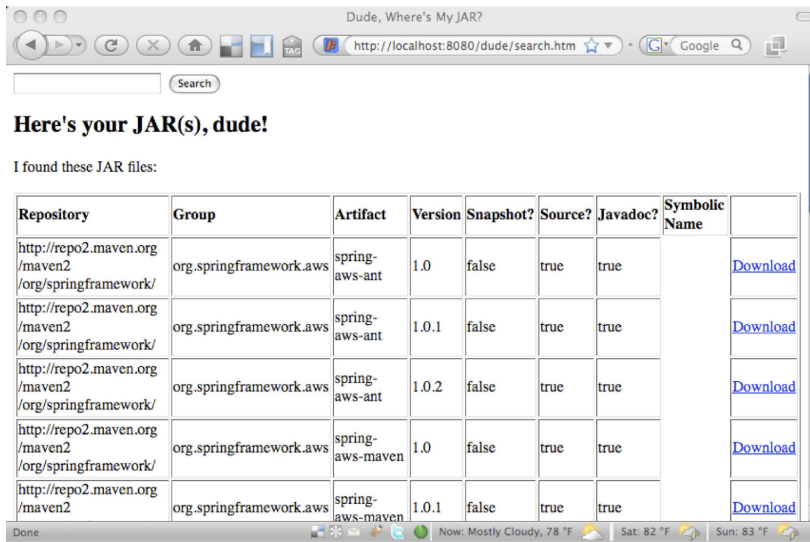 Dude, Where's My JAR?
http://localhost:8080/dude/search.htm
Google
TAG
Search
Here's your JAR(s), dude!
I found these JAR files:
Repository Group Artifact Version Snapshot? Source? Javadoc? Symbolic
Name
http://repo2.maven.org
/maven2
/org/springframework/ org.springframework.aws spring-
aws-ant 1.0 false true true Download
http://repo2.maven.org
/maven2
/org/springframework/ org.springframework.aws spring-
aws-ant 1.0.1 false true true Download
http://repo2.maven.org
/maven2
/org/springframework/ org.springframework.aws spring-
aws-ant 1.0.2 false true true Download
http://repo2.maven.org
/maven2
/org/springframework/ org.springframework.aws spring-
aws-maven 1.0 false true true Download
http://repo2.maven.org
/maven2 org.springframework.aws spring-
aws-maven 1.0.1 false true true Download
Done Now: Mostly Cloudy, 78 °F Sat: 82 °F Sun: 83 °F